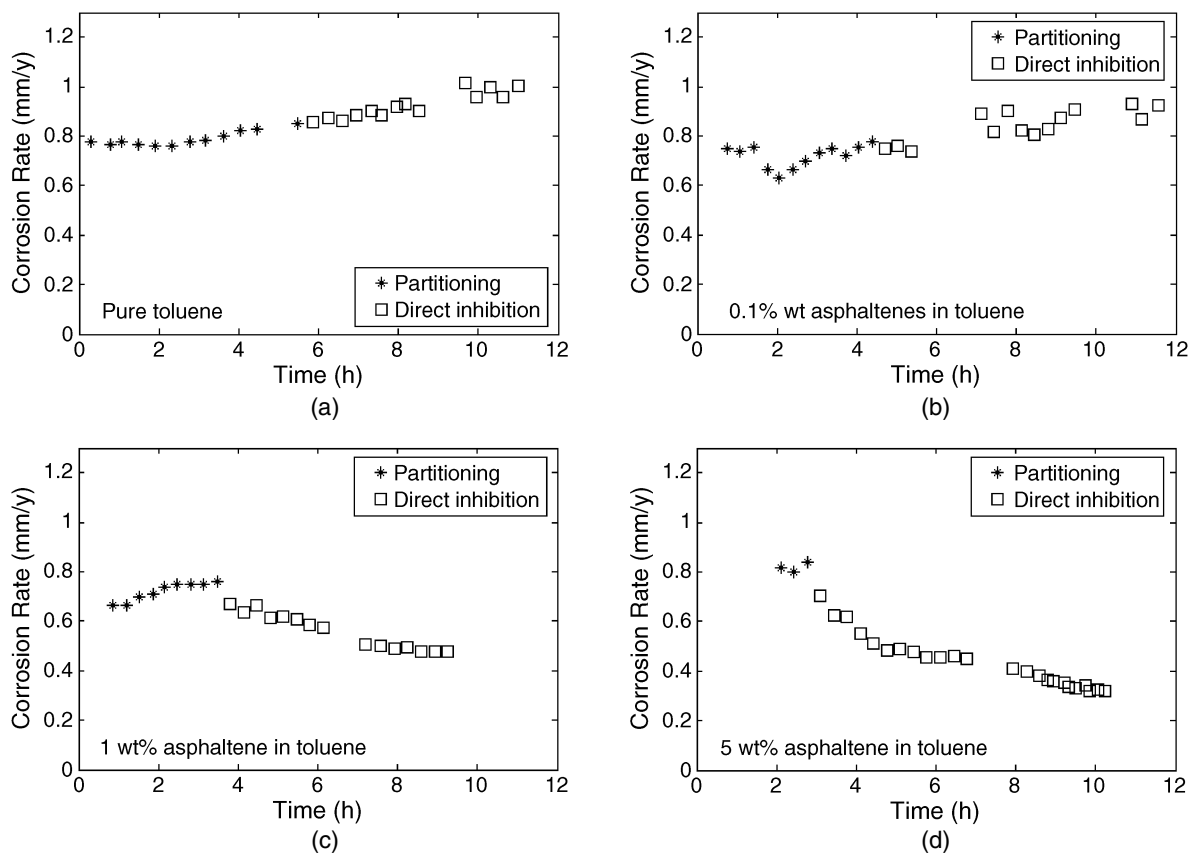 1.2
1
0.8
0.6
0.4
0.2
0
Corrosion Rate (mm/y)
Partitioning
Direct inhibition
Pure toluene
0 2 4 6 8 10 12
Time (h)
(a)
1.2
1
0.8
0.6
0.4
0.2
0
Corrosion Rate (mm/y)
Partitioning
Direct inhibition
0.1% wt asphaltenes in toluene
0 2 4 6 8 10 12
Time (h)
(b)
1.2
1
0.8
0.6
0.4
0.2
0
Corrosion Rate (mm/y)
Partitioning
Direct inhibition
1 wt% asphaltene in toluene
0 2 4 6 8 10 12
Time (h)
(c)
1.2
1
0.8
0.6
0.4
0.2
0
Corrosion Rate (mm/y)
Partitioning
Direct inhibition
5 wt% asphaltene in toluene
0 2 4 6 8 10 12
Time (h)
(d)